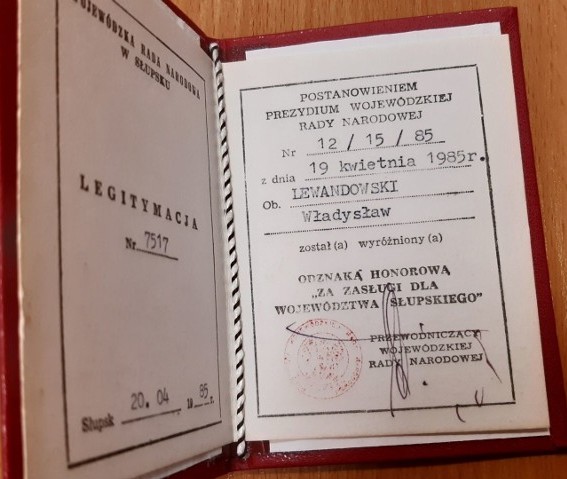 WOJEWÓDZKA RADA NARODOWA
W SŁUPSKU
LEGITYMACJA
Nr 7517
Słupsk 20. 04. 1985 r.
POSTANOWIENIEM
PREZYDIUM WOJEWÓDZKIEJ
RADY NARODOWEJ
Nr 12 / 15 / 85
z dnia 19 kwietnia 1985r.
Ob. LEWANDOWSKI
Władysław
został (a) wyróżniony (a)
ODZNAKĄ HONOROWĄ
„ZA ZASŁUGI DLA
WOJEWÓDZTWA SŁUPSKIEGO"
PRZEWODNICZĄCY
WOJEWÓDZKIEJ
RADY NARODOWEJ